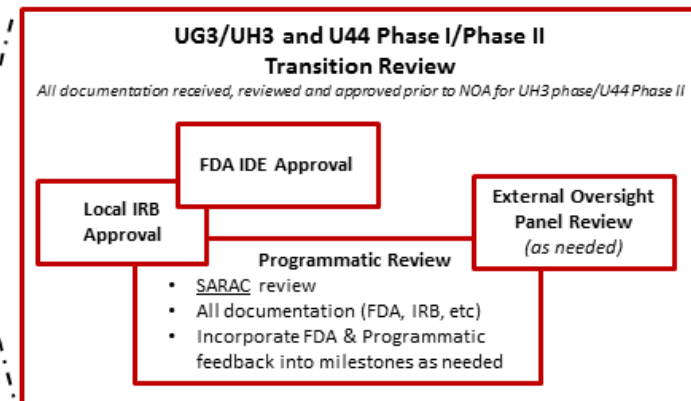 UG3/UH3 and U44 Phase I/Phase II
Transition Review
All documentation received, reviewed and approved prior to NOA for UH3 phase/U44 Phase II
FDA IDE Approval
Local IRB
Approval
External Oversight
Panel Review
(as needed)
Programmatic Review
• SARAC review
• All documentation (FDA, IRB, etc)
• Incorporate FDA & Programmatic
feedback into milestones as needed